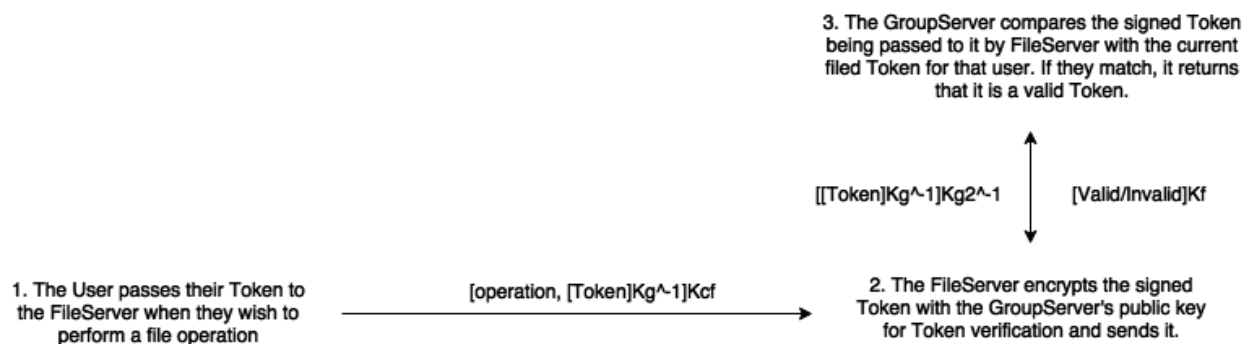 3. The GroupServer compares the signed Token
being passed to it by FileServer with the current
filed Token for that user. If they match, it returns
that it is a valid Token.
[[Token]Kg^-1]Kg2^-1
[Valid/Invalid]Kf
1. The User passes their Token to
the FileServer when they wish to
perform a file operation
[operation, [Token]Kg^-1]Kcf
2. The FileServer encrypts the signed
Token with the GroupServer's public key
for Token verification and sends it.